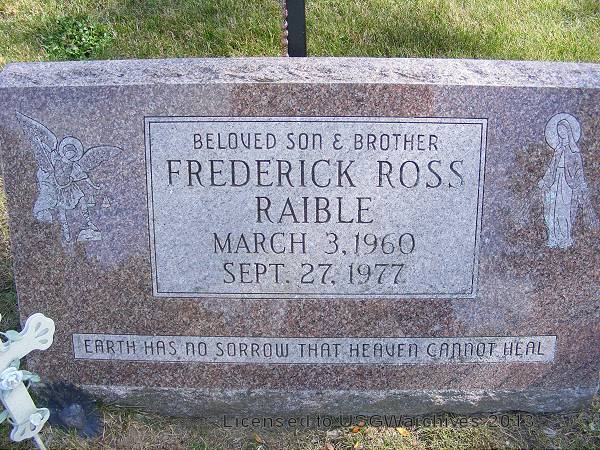 BELOVED SON & BROTHER
FREDERICK ROSS
RAIBLE
MARCH 3, 1960
SEPT. 27, 1977
EARTH HAS NO SORROW THAT HEAVEN CANNOT HEAL
Licensed to USGWarchives 2013